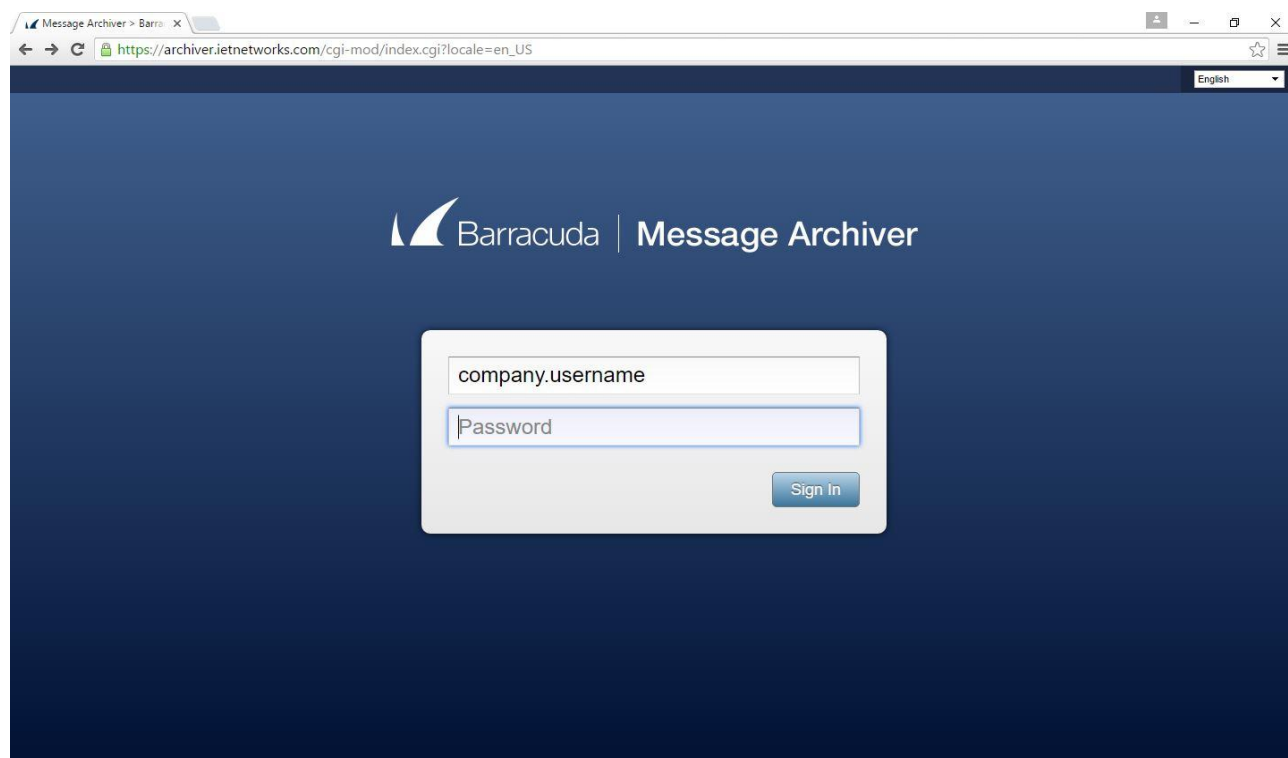 Message Archiver > Barra
https://archiver.ietnetworks.com/cgi-mod/index.cgi?locale=en_US
English
Barracuda | Message Archiver
company.username
Password
Sign In